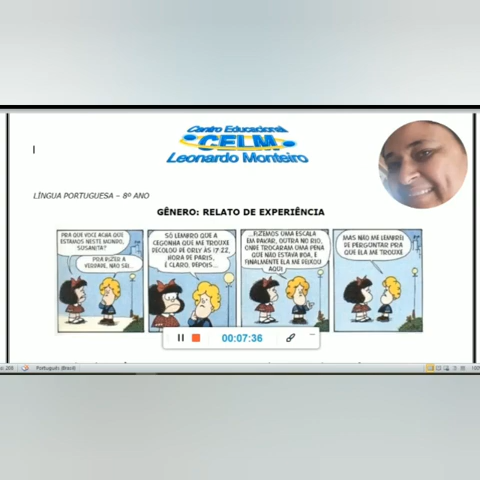 Centro Educacional
CELM
Leonardo Monteiro
LÍNGUA PORTUGUESA – 8º ANO
GÊNERO: RELATO DE EXPERIÊNCIA
PRA QUE VOCÊ ACHA QUE
ESTAMOS NESTE MUNDO,
SUSANITA?
PRA DIZER A
VERDADE, NÃO SEI...
SÓ LEMBRO QUE A
CEGONHA QUE ME TROUXE
DECOLOU DE ORLY ÀS 17:22,
HORA DE PARIS,
É CLARO. DEPOIS...
FIZEMOS UMA ESCALA
EM DAKAR, OUTRA NO RIO,
ONDE TROCARAM UMA PENA
QUE NÃO ESTAVA BOA, E
FINALMENTE ELA ME DEIXOU
AQUI
MAS NÃO ME LEMBREI
DE PERGUNTAR PRA
QUE ELA ME TROUXE
00:07:36
Português (Brasil)